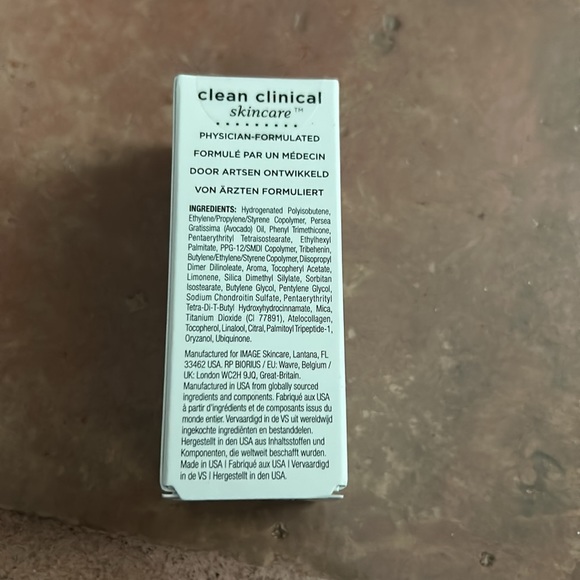 clean clinical
skincare™
PHYSICIAN-FORMULATED
FORMULÉ PAR UN MÉDECIN
DOOR ARTSEN ONTWIKKELD
VON ÄRZTEN FORMULIERT
INGREDIENTS: Hydrogenated Polyisobutene,
Ethylene/Propylene/Styrene Copolymer, Persea
Gratissima (Avocado) Oil, Phenyl Trimethicone,
Pentaerythrityl Tetraisostearate, Ethylhexyl
Palmitate, PPG-12/SMDI Copolymer, Tribehenin,
Butylene/Ethylene/Styrene Copolymer, Diisopropyl
Dimer Dilinoleate, Aroma, Tocopheryl Acetate,
Limonene, Silica Dimethyl Silylate, Sorbitan
Isostearate, Butylene Glycol, Pentylene Glycol,
Sodium Chondroitin Sulfate, Pentaerythrityl
Tetra-Di-T-Butyl Hydroxyhydrocinnamate, Mica,
Titanium Dioxide (CI 77891), Atelocollagen,
Tocopherol, Linalool, Citral, Palmitoyl Tripeptide-1,
Oryzanol, Ubiquinone.
Manufactured for IMAGE Skincare, Lantana, FL
33462 USA. RP BIORIUS / EU: Wavre, Belgium /
UK: London WC2H 9JQ, Great-Britain.
Manufactured in USA from globally sourced
ingredients and components. Fabriqué aux USA
à partir d'ingrédients et de composants issus du
monde entier. Vervaardigd in de VS uit wereldwijd
ingekochte ingrediënten en bestanddelen.
Hergestellt in den USA aus Inhaltsstoffen und
Komponenten, die weltweit beschafft wurden.
Made in USA I Fabriqué aux USA I Vervaardigd
in de VS I Hergestellt in den USA.